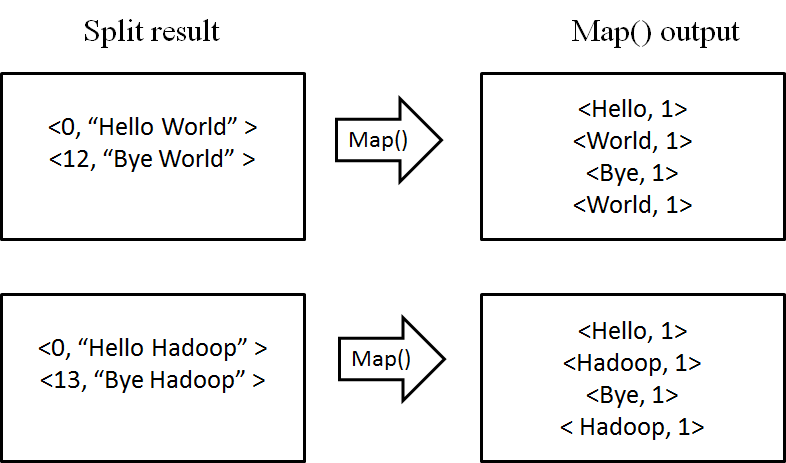 Split result
Map() output
<0, “Hello World” >
<12, “Bye World” >
Map()
<Hello, 1>
<World, 1>
<Bye, 1>
<World, 1>
<0, “Hello Hadoop” >
<13, “Bye Hadoop” >
Map()
<Hello, 1>
<Hadoop, 1>
<Bye, 1>
< Hadoop, 1>